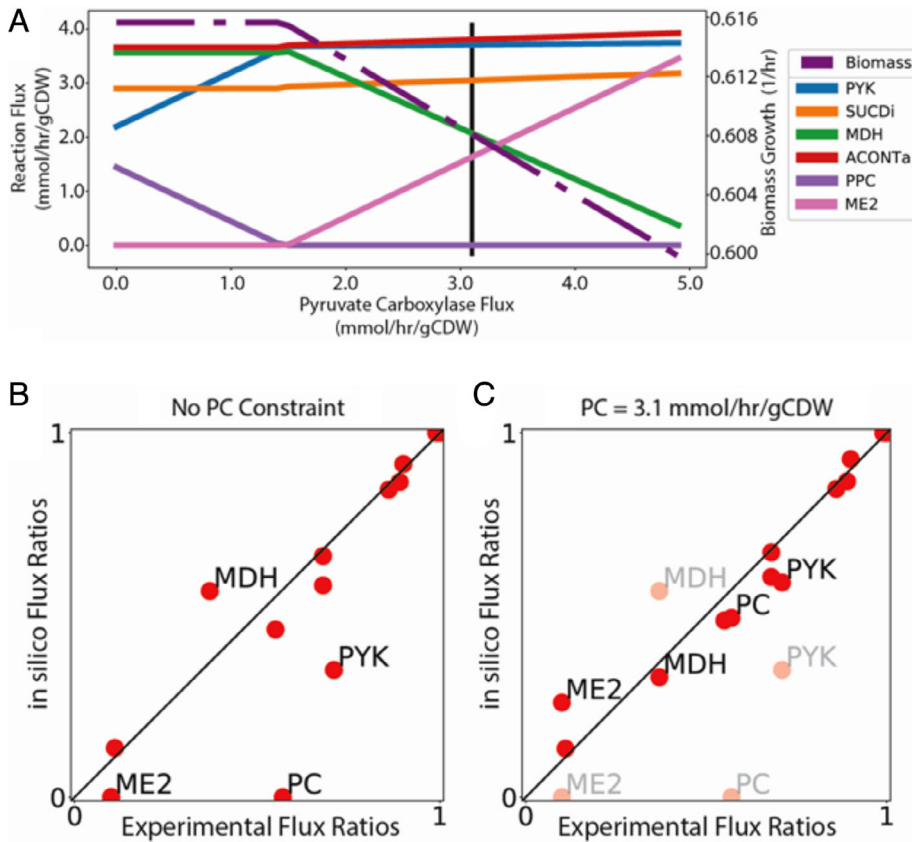 A
Reaction Flux
(mmol/hr/gCDW)
4.0
3.0
2.0
1.0
0.0
0.0 1.0 2.0 3.0 4.0 5.0
Pyruvate Carboxylase Flux
(mmol/hr/gCDW)
0.616
0.612
0.608
0.604
0.600
Biomass Growth (1/hr)
Biomass
PYK
SUCDi
MDH
ACONTa
PPC
ME2
B
No PC Constraint
in silico Flux Ratios
1
MDH
PYK
ME2
PC
0
0 1
Experimental Flux Ratios
C
PC = 3.1 mmol/hr/gCDW
in silico Flux Ratios
1
MDH
PYK
PC
MDH
PYK
ME2
ME2
PC
0
0 1
Experimental Flux Ratios